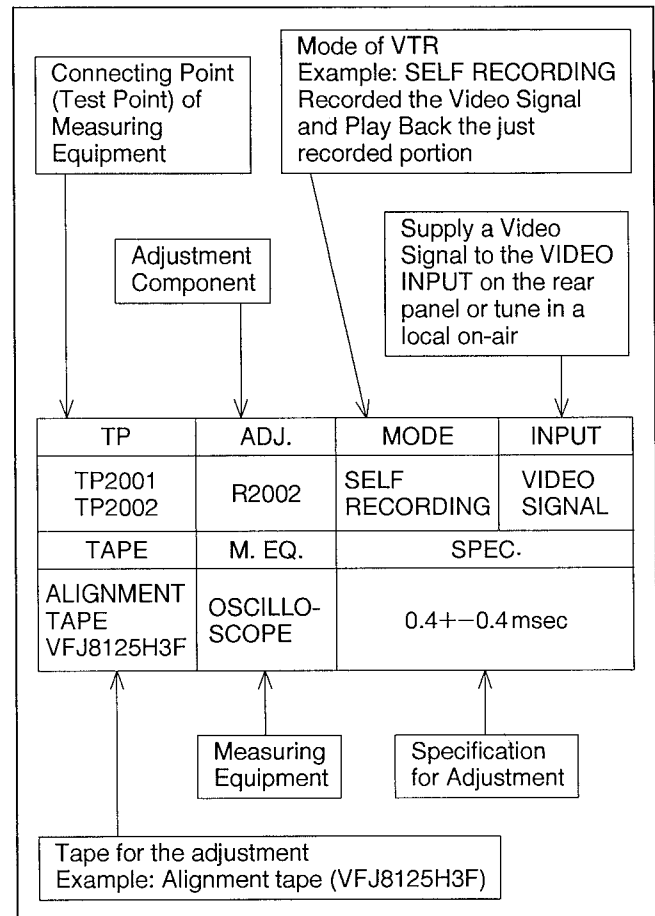 Connecting Point
(Test Point) of
Measuring
Equipment
Mode of VTR
Example: SELF RECORDING
Recorded the Video Signal
and Play Back the just
recorded portion
Adjustment
Component
Supply a Video
Signal to the VIDEO
INPUT on the rear
panel or tune in a
local on-air
TP ADJ. MODE INPUT
TP2001
TP2002
R2002
SELF
RECORDING
VIDEO
SIGNAL
TAPE M. EQ. SPEC.
ALIGNMENT
TAPE
VFJ8125H3F
OSCILLO-
SCOPE
0.4+−0.4 msec
Measuring
Equipment
Specification
for Adjustment
Tape for the adjustment
Example: Alignment tape (VFJ8125H3F)